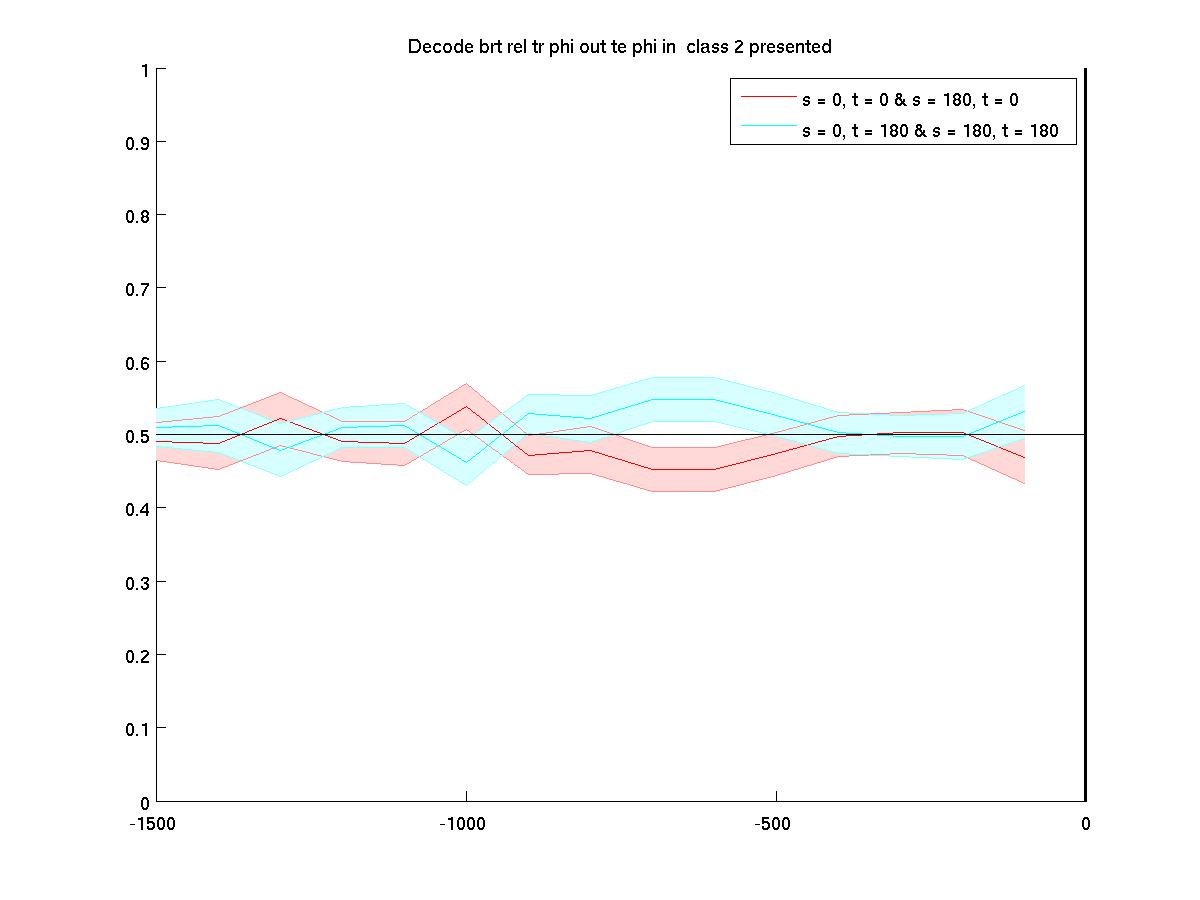 Decode brt rel tr phi out te phi in  class 2 presented
s = 0, t = 0 & s = 180, t = 0
s = 0, t = 180 & s = 180, t = 180
1
0.9
0.8
0.7
0.6
0.5
0.4
0.3
0.2
0.1
0
-1500 -1000 -500 0